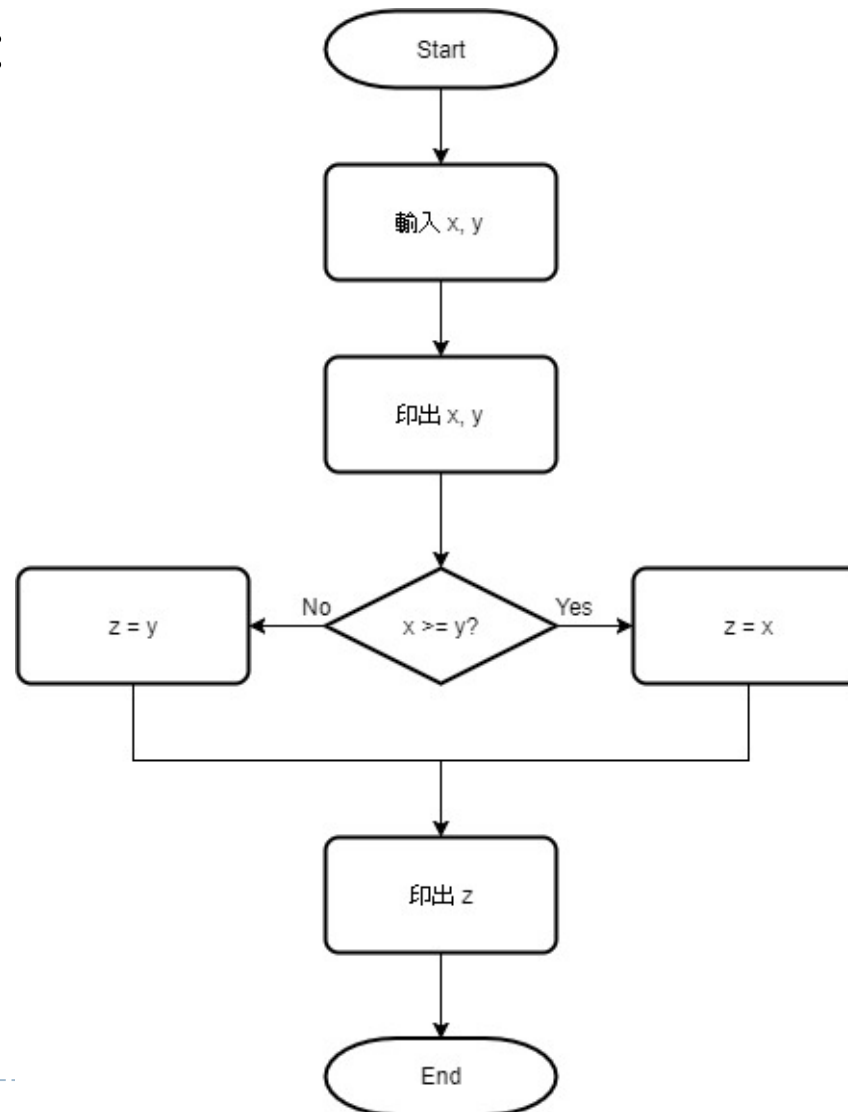 :
Start
輸入 x, y
印出 x, y
No
x >= y?
Yes
z = y
z = x
印出 z
End